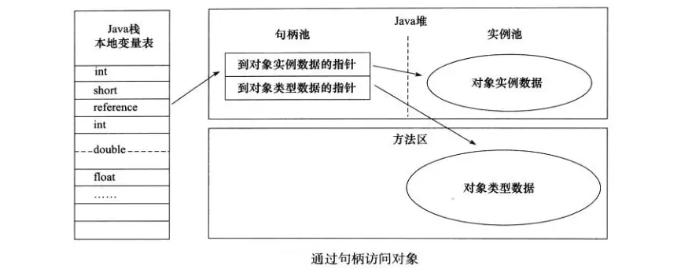 Java栈
本地变量表
int
short
reference
int
double
float
……
Java堆
句柄池
实例池
到对象实例数据的指针
到对象类型数据的指针
对象实例数据
方法区
对象类型数据
通过句柄访问对象